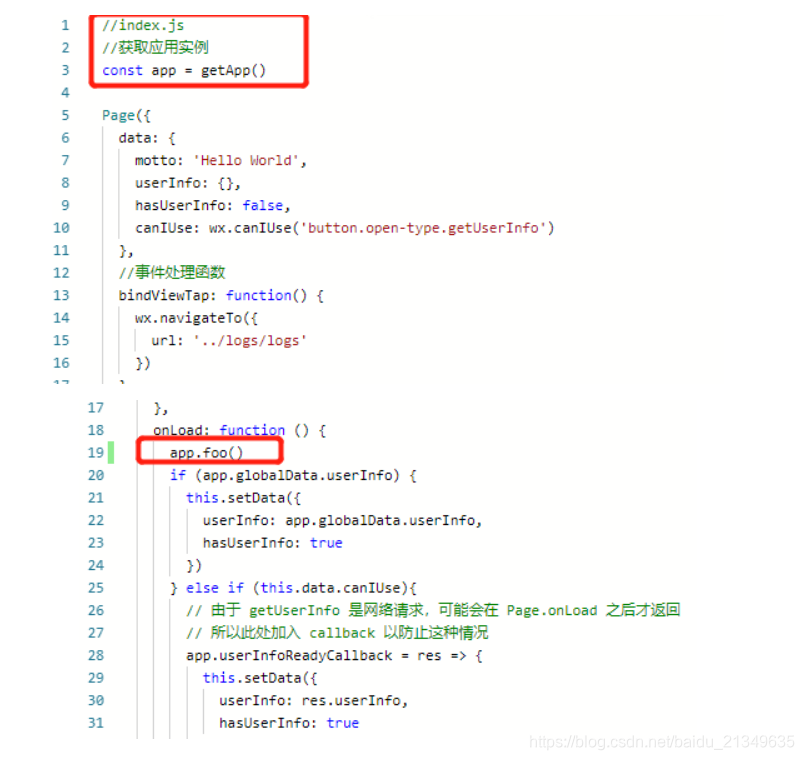 1 //index.js
2 //获取应用实例
3 const app = getApp()
4
5 Page({
6 data: {
7 motto: 'Hello World',
8 userInfo: {},
9 hasUserInfo: false,
10 canIUse: wx.canIUse('button.open-type.getUserInfo')
11 },
12 //事件处理函数
13 bindViewTap: function() {
14 wx.navigateTo({
15 url: '../logs/logs'
16 })
17 },
18 onLoad: function () {
19 app.foo()
20 if (app.globalData.userInfo) {
21 this.setData({
22 userInfo: app.globalData.userInfo,
23 hasUserInfo: true
24 })
25 } else if (this.data.canIUse){
26 // 由于 getUserInfo 是网络请求，可能会在 Page.onLoad 之后才返回
27 // 所以此处加入 callback 以防止这种情况
28 app.userInfoReadyCallback = res => {
29 this.setData({
30 userInfo: res.userInfo,
31 hasUserInfo: true
https://blog.csdn.net/baidu_21349635